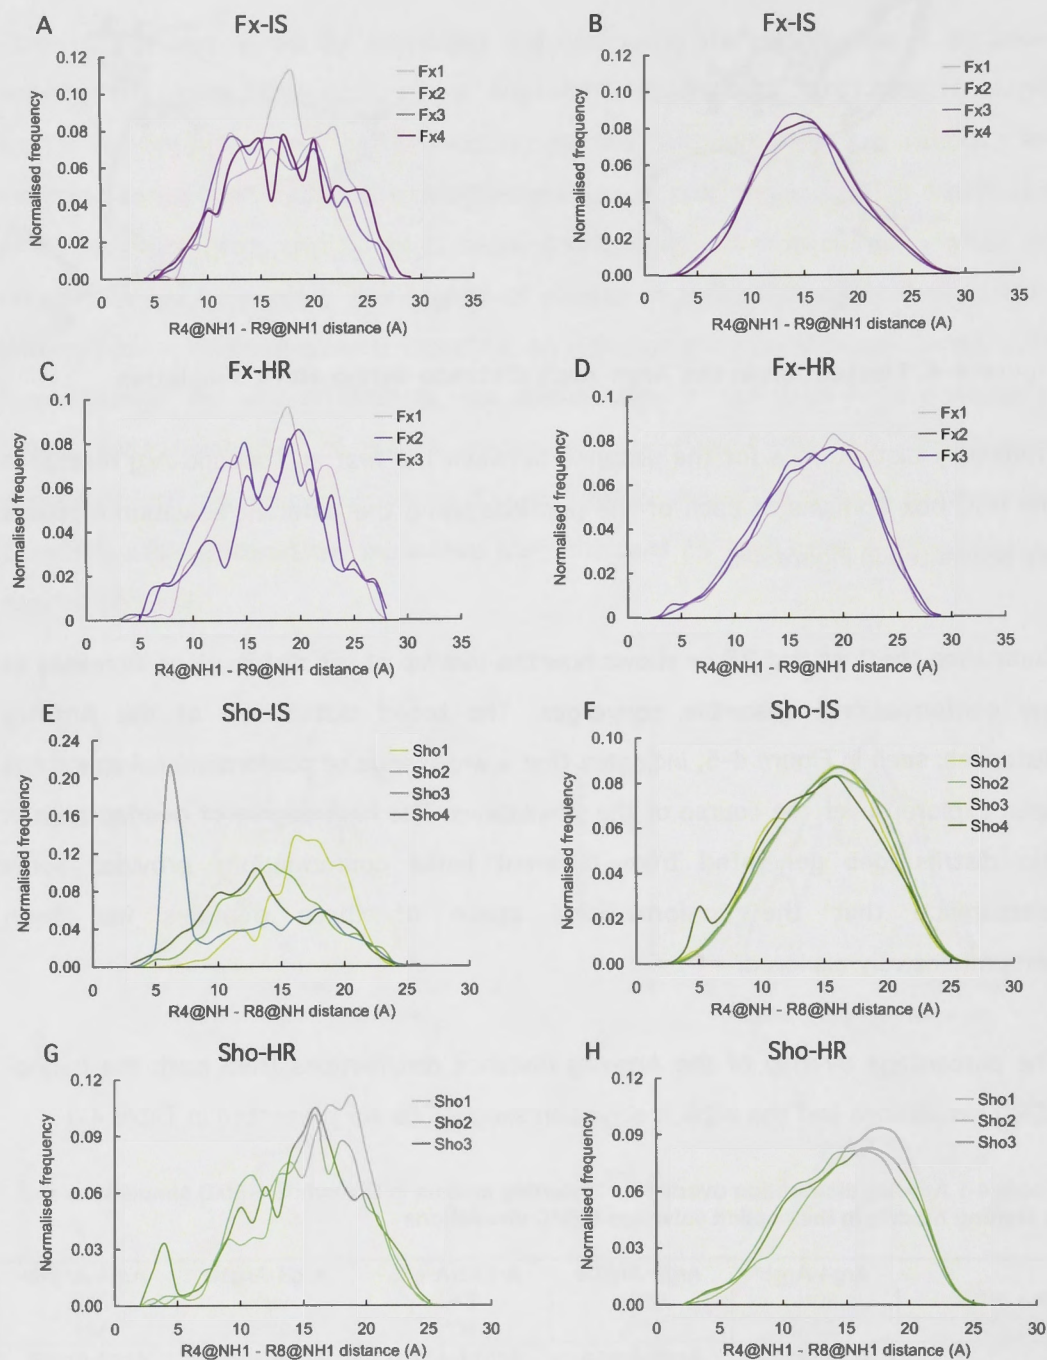 A
Fx-IS
Normalised frequency
0.12
0.10
0.08
0.06
0.04
0.02
0.00
0 5 10 15 20 25 30 35
R4@NH1 - R9@NH1 distance (A)
Fx1
Fx2
Fx3
Fx4
B
Fx-IS
Normalised frequency
0.12
0.10
0.08
0.06
0.04
0.02
0.00
0 5 10 15 20 25 30 35
R4@NH1 - R9@NH1 distance (A)
Fx1
Fx2
Fx3
Fx4
C
Fx-HR
Normalised frequency
0.1
0.08
0.06
0.04
0.02
0
0 5 10 15 20 25 30 35
R4@NH1 - R9@NH1 distance (A)
Fx1
Fx2
Fx3
D
Fx-HR
Normalised frequency
0.1
0.08
0.06
0.04
0.02
0
0 5 10 15 20 25 30 35
R4@NH1 - R9@NH1 distance (A)
Fx1
Fx2
Fx3
E
Sho-IS
Normalised frequency
0.24
0.20
0.16
0.12
0.08
0.04
0.00
0 5 10 15 20 25 30
R4@NH - R8@NH distance (A)
Sho1
Sho2
Sho3
Sho4
F
Sho-IS
Normalised frequency
0.10
0.08
0.06
0.04
0.02
0.00
0 5 10 15 20 25 30
R4@NH - R8@NH distance (A)
Sho1
Sho2
Sho3
Sho4
G
Sho-HR
Normalised frequency
0.12
0.09
0.06
0.03
0.00
0 5 10 15 20 25 30
R4@NH1 - R8@NH1 distance (A)
Sho1
Sho2
Sho3
H
Sho-HR
Normalised frequency
0.12
0.09
0.06
0.03
0.00
0 5 10 15 20 25 30
R4@NH1 - R8@NH1 distance (A)
Sho1
Sho2
Sho3